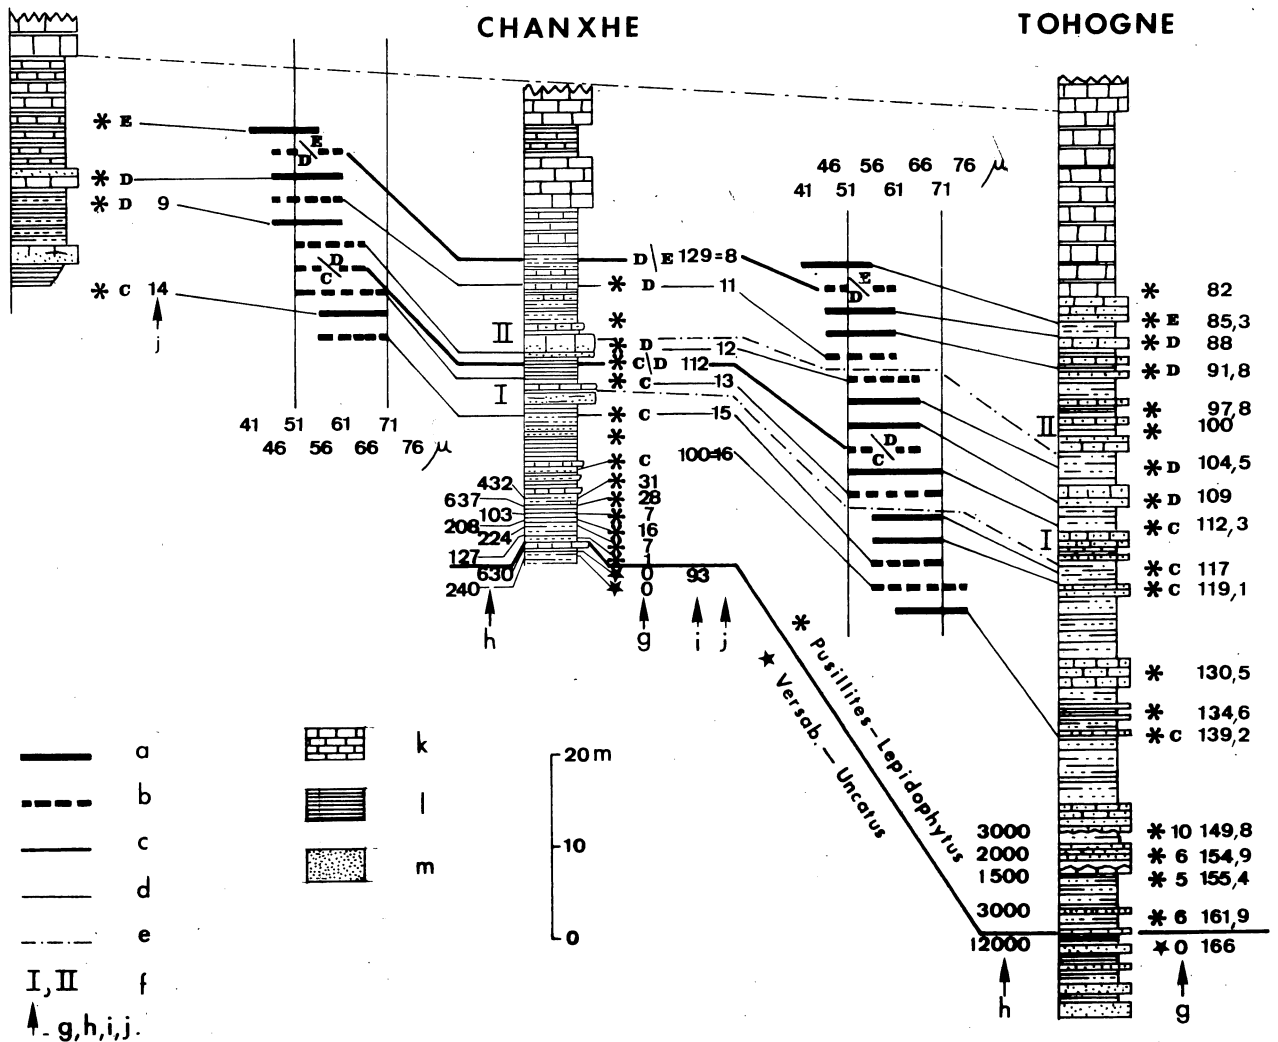 CHANXHE
TOHOGNE
* E
* D
* D 9
* C 14
j
E
D
D
C
41 51 61 71
46 56 66 76 μ
II
I
D\E 129=8
* D 11
*
* D 12
* C\D 112
* C 13
* C 15
*
100=16
* C
432 * 31
637 * 28
103 * 7
208 * 16
224 * 7
127 * 1
630 * 0 93
240 ★ 0
h g i j
46 56 66 76 μ
41 51 61 71
E
D
D
C
II
I
* 82
* E 85,3
* D 88
* D 91,8
* 97,8
* 100
* D 104,5
* D 109
* C 112,3
* C 117
* C 119,1
* 130,5
* 134,6
* C 139,2
3000 * 10 149,8
2000 * 6 154,9
1500 * 5 155,4
3000 * 6 161,9
12000 ★ 0 166
h g
* Pusillites-Lepidophytus
★ Versab.-Uncatus
a
b
c
d
e
I, II f
g,h,i,j.
k
l
m
20 m
10
0